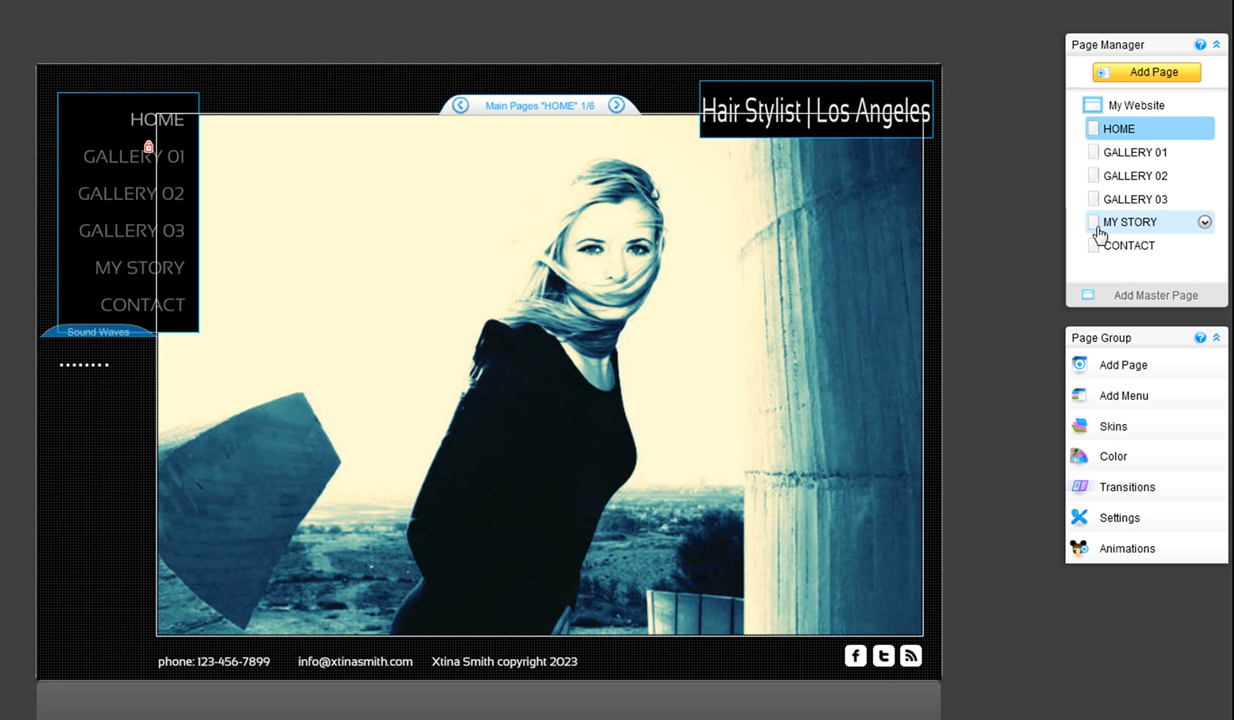 HOME
GALLERY 01
GALLERY 02
GALLERY 03
MY STORY
CONTACT
Sound Waves
Main Pages "HOME" 1/6
Hair Stylist | Los Angeles
phone: 123-456-7899
info@xtinasmith.com
Xtina Smith copyright 2023
Page Manager
Add Page
My Website
HOME
GALLERY 01
GALLERY 02
GALLERY 03
MY STORY
CONTACT
Add Master Page
Page Group
Add Page
Add Menu
Skins
Color
Transitions
Settings
Animations